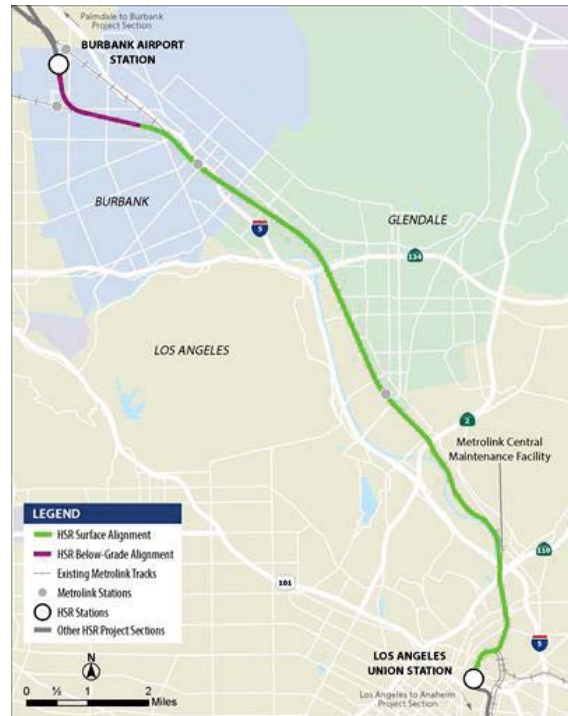 Palmdale to Burbank
Project Section
BURBANK AIRPORT
STATION
BURBANK
5
GLENDALE
134
LOS ANGELES
2
Metrolink Central
Maintenance Facility
LEGEND
HSR Surface Alignment
HSR Below-Grade Alignment
Existing Metrolink Tracks
Metrolink Stations
HSR Stations
Other HSR Project Sections
110
101
5
LOS ANGELES
UNION STATION
Los Angeles to Anaheim
Project Section
N
0 ½ 1 2
Miles